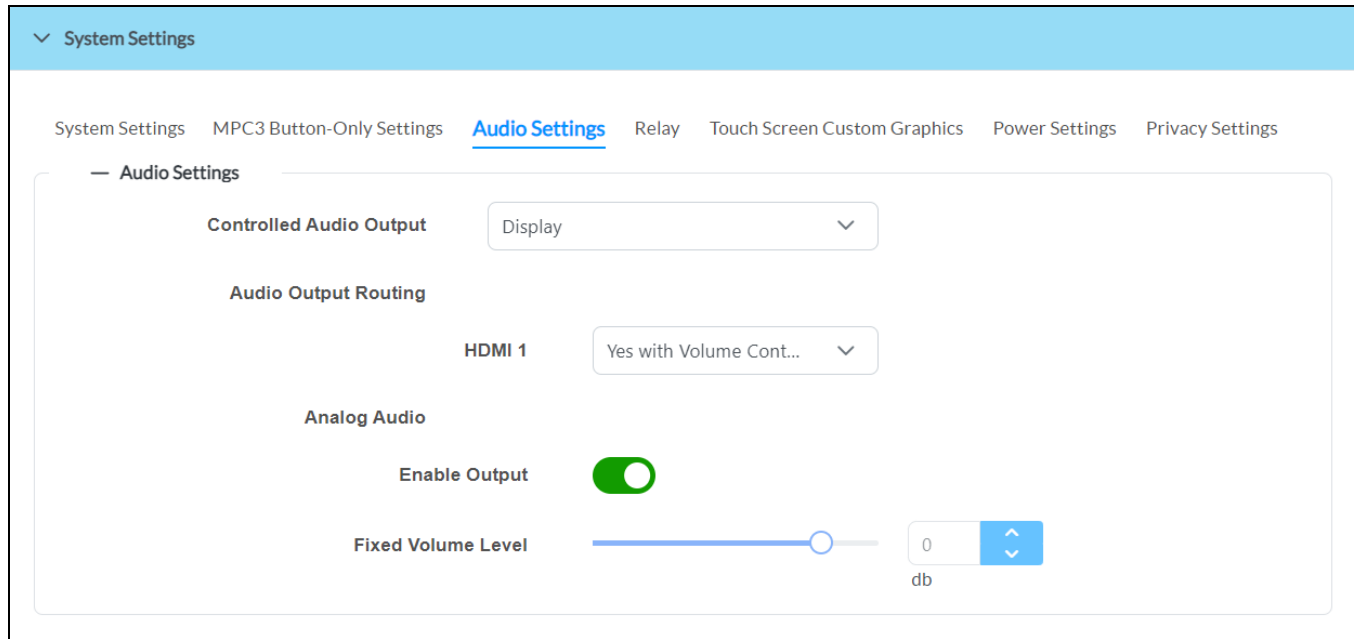 System Settings
System Settings MPC3 Button-Only Settings Audio Settings Relay Touch Screen Custom Graphics Power Settings Privacy Settings
Audio Settings
Controlled Audio Output Display
Audio Output Routing
HDMI 1 Yes with Volume Cont...
Analog Audio
Enable Output
Fixed Volume Level 0
db